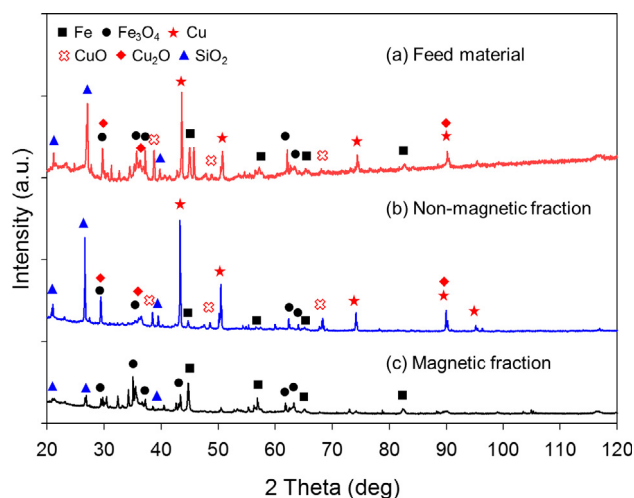 Fe Fe₃O₄ Cu
CuO Cu₂O SiO₂
(a) Feed material
(b) Non-magnetic fraction
(c) Magnetic fraction
Intensity (a.u.)
20 30 40 50 60 70 80 90 100 110 120
2 Theta (deg)